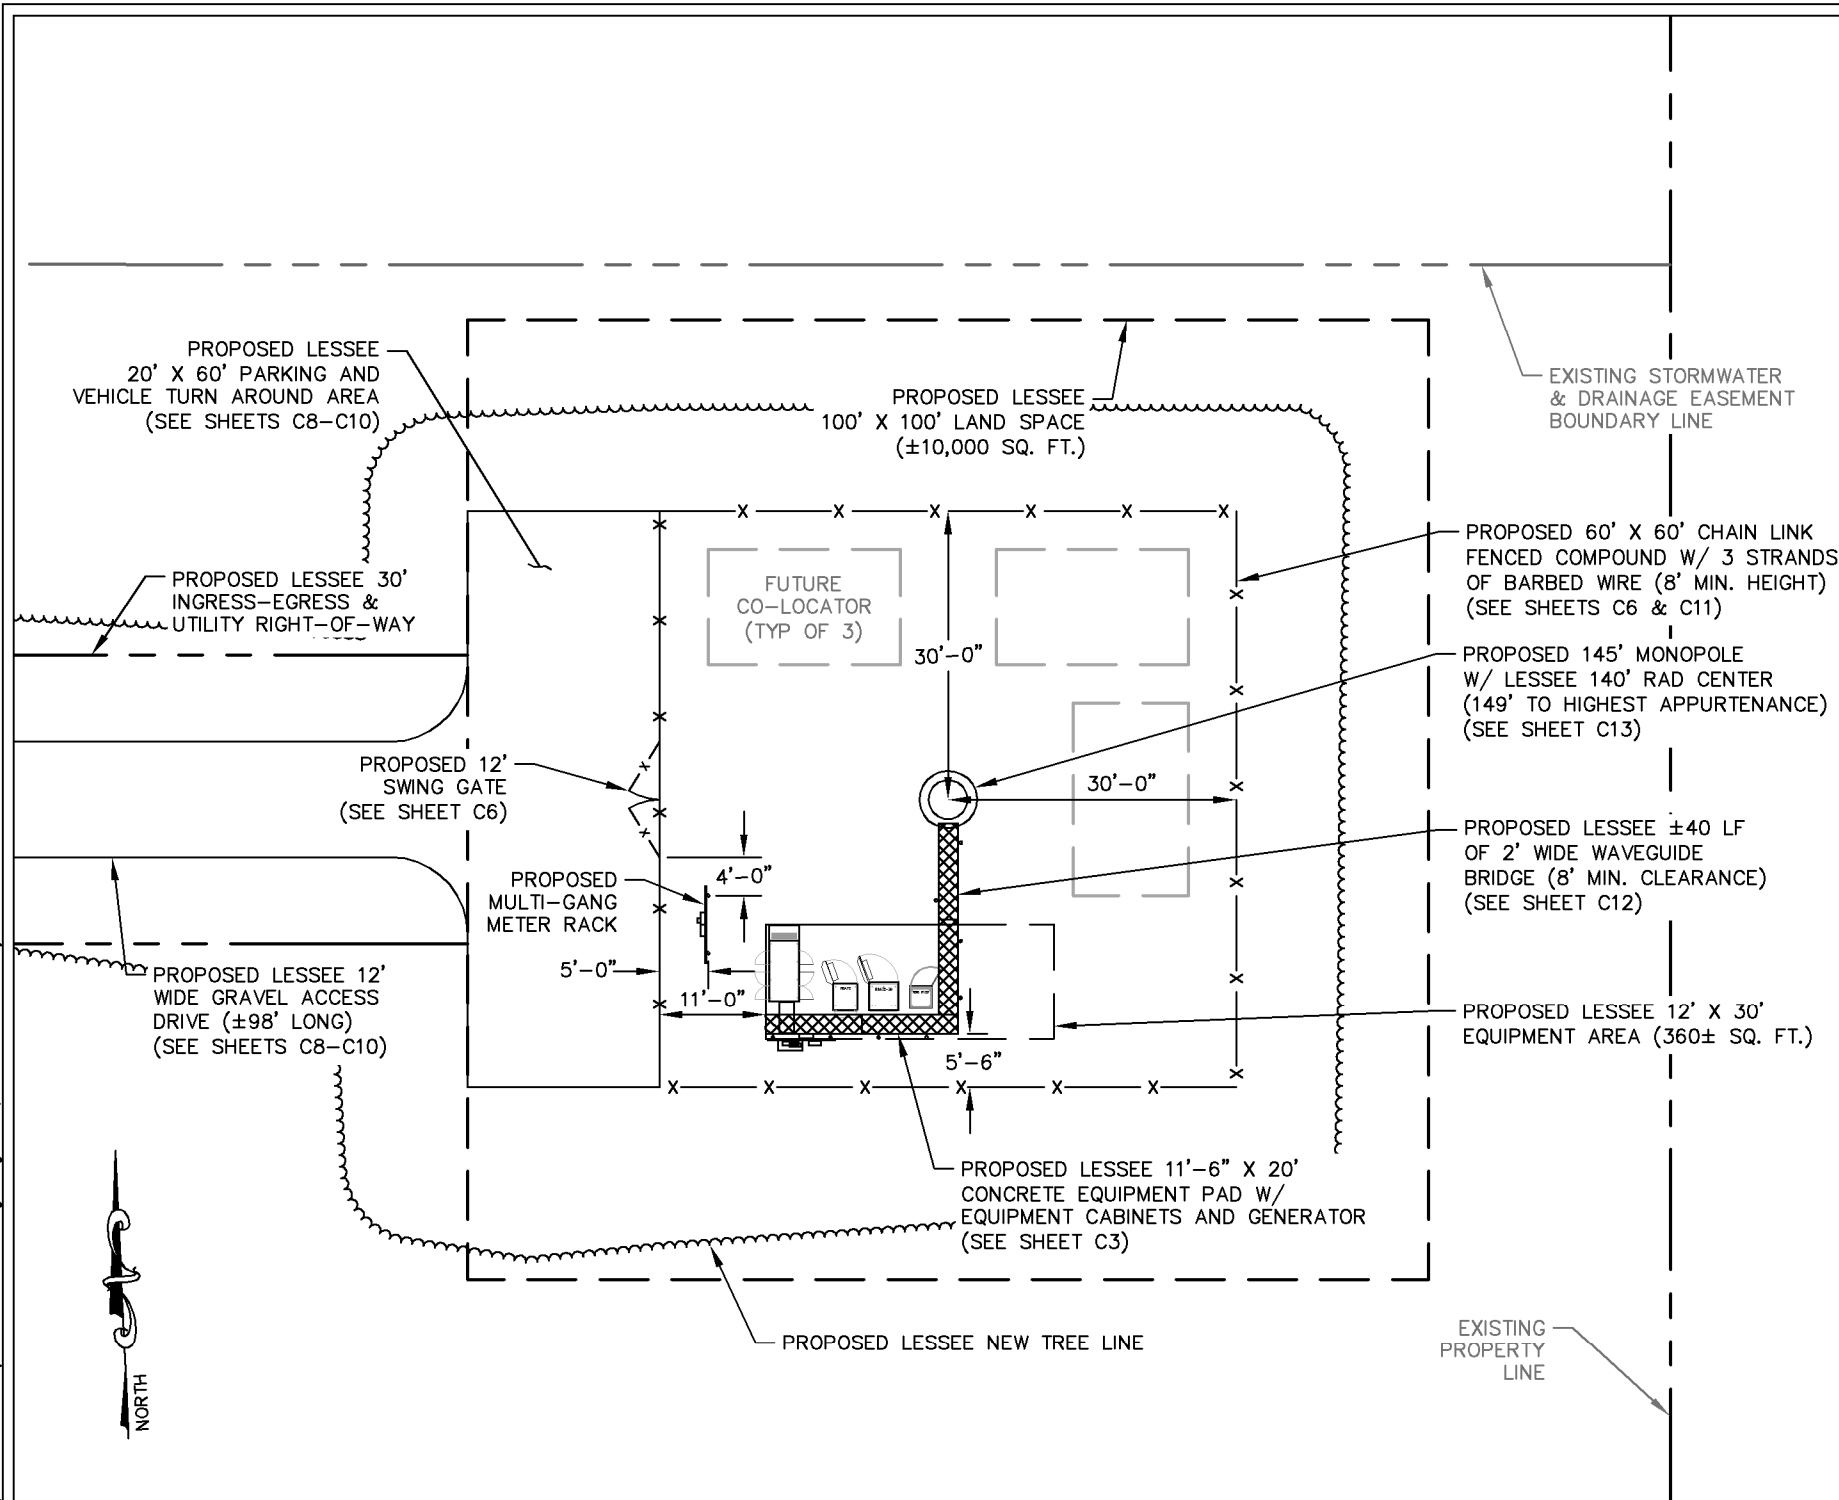 PROPOSED LESSEE
20' X 60' PARKING AND
VEHICLE TURN AROUND AREA
(SEE SHEETS C8-C10)
PROPOSED LESSEE
100' X 100' LAND SPACE
(±10,000 SQ. FT.)
EXISTING STORMWATER
& DRAINAGE EASEMENT
BOUNDARY LINE
PROPOSED LESSEE 30'
INGRESS-EGRESS &
UTILITY RIGHT-OF-WAY
FUTURE
CO-LOCATOR
(TYP OF 3)
30'-0"
PROPOSED 60' X 60' CHAIN LINK
FENCED COMPOUND W/ 3 STRANDS
OF BARBED WIRE (8' MIN. HEIGHT)
(SEE SHEETS C6 & C11)
PROPOSED 145' MONOPOLE
W/ LESSEE 140' RAD CENTER
(149' TO HIGHEST APPURTENANCE)
(SEE SHEET C13)
PROPOSED 12'
SWING GATE
(SEE SHEET C6)
30'-0"
PROPOSED LESSEE ±40 LF
OF 2' WIDE WAVEGUIDE
BRIDGE (8' MIN. CLEARANCE)
(SEE SHEET C12)
PROPOSED
MULTI-GANG
METER RACK
4'-0"
5'-0"
11'-0"
PROPOSED LESSEE 12'
WIDE GRAVEL ACCESS
DRIVE (±98' LONG)
(SEE SHEETS C8-C10)
5'-6"
PROPOSED LESSEE 12' X 30'
EQUIPMENT AREA (360± SQ. FT.)
PROPOSED LESSEE 11'-6" X 20'
CONCRETE EQUIPMENT PAD W/
EQUIPMENT CABINETS AND GENERATOR
(SEE SHEET C3)
PROPOSED LESSEE NEW TREE LINE
EXISTING
PROPERTY
LINE
NORTH